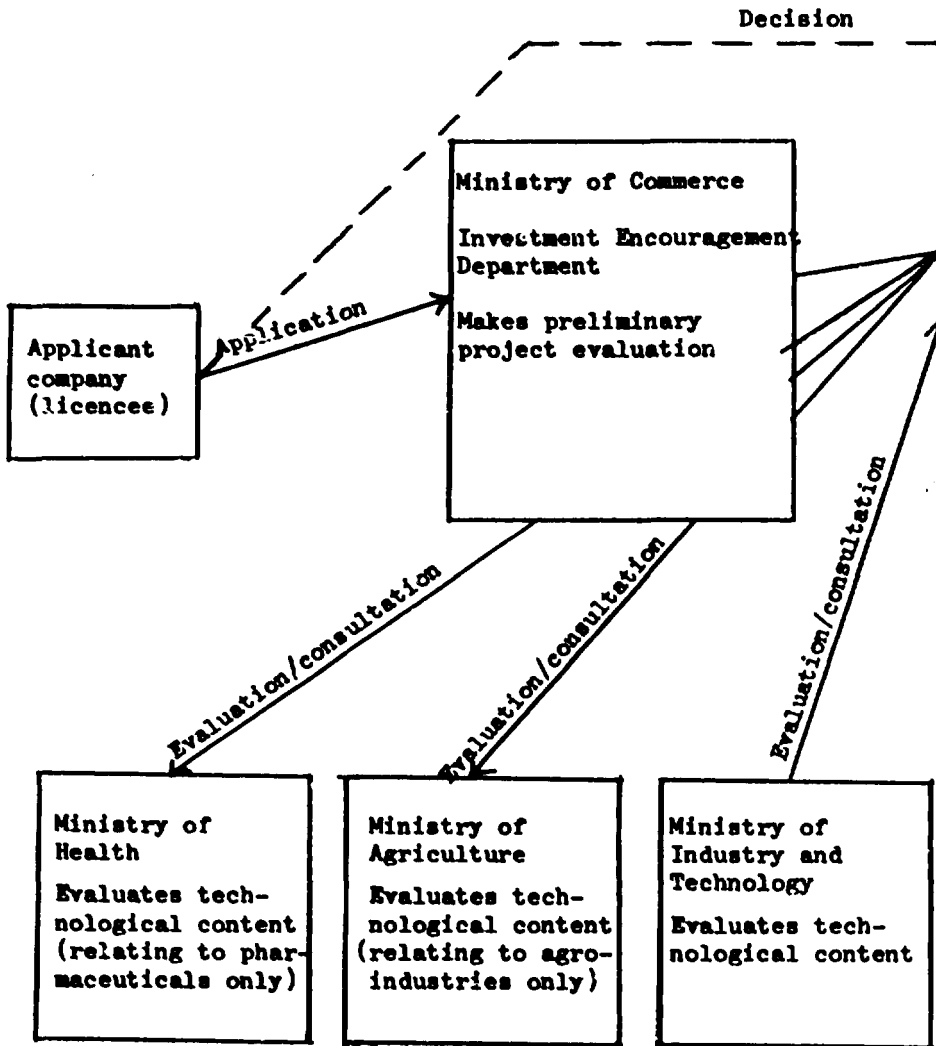 Decision
Ministry of Commerce
Investment Encouragement
Department
Makes preliminary
project evaluation
Application
Applicant
company
(licencee)
Evaluation/consultation
Evaluation/consultation
Evaluation/consultation
Ministry of
Health
Evaluates tech-
nological content
(relating to phar-
maceuticals only)
Ministry of
Agriculture
Evaluates tech-
nological content
(relating to agro-
industries only)
Ministry of
Industry and
Technology
Evaluates tech-
nological content